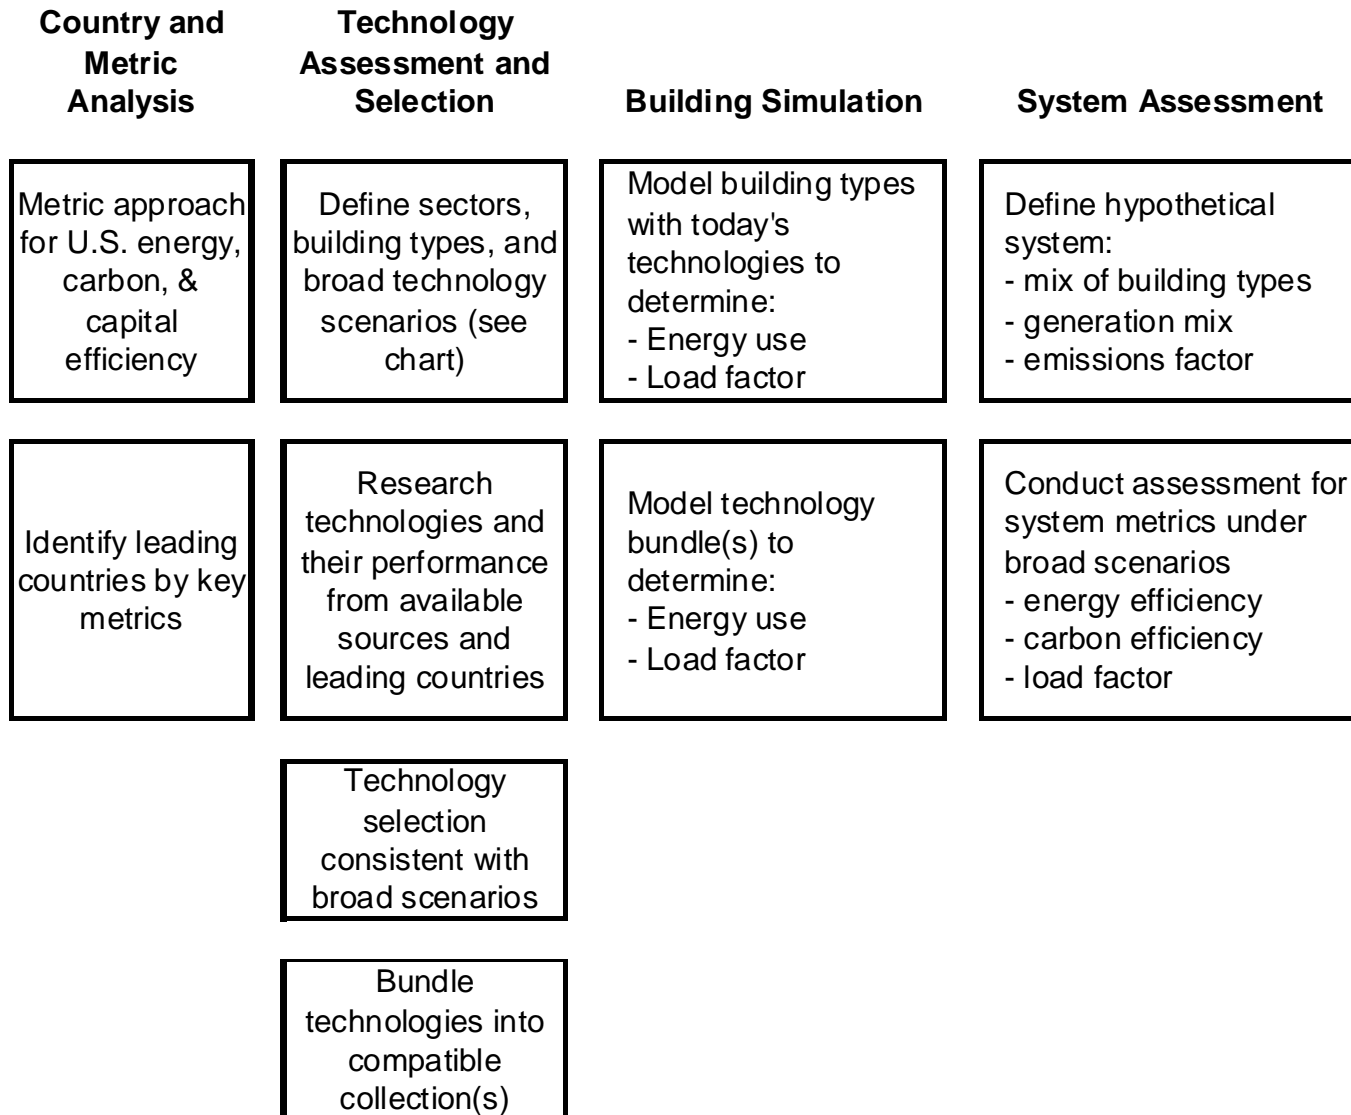 Country and
Metric
Analysis
Technology
Assessment and
Selection
Building Simulation
System Assessment
Metric approach
for U.S. energy,
carbon, &
capital
efficiency
Define sectors,
building types, and
broad technology
scenarios (see
chart)
Model building types
with today's
technologies to
determine:
- Energy use
- Load factor
Define hypothetical
system:
- mix of building types
- generation mix
- emissions factor
Identify leading
countries by key
metrics
Research
technologies and
their performance
from available
sources and
leading countries
Model technology
bundle(s) to
determine:
- Energy use
- Load factor
Conduct assessment for
system metrics under
broad scenarios
- energy efficiency
- carbon efficiency
- load factor
Technology
selection
consistent with
broad scenarios
Bundle
technologies into
compatible
collection(s)